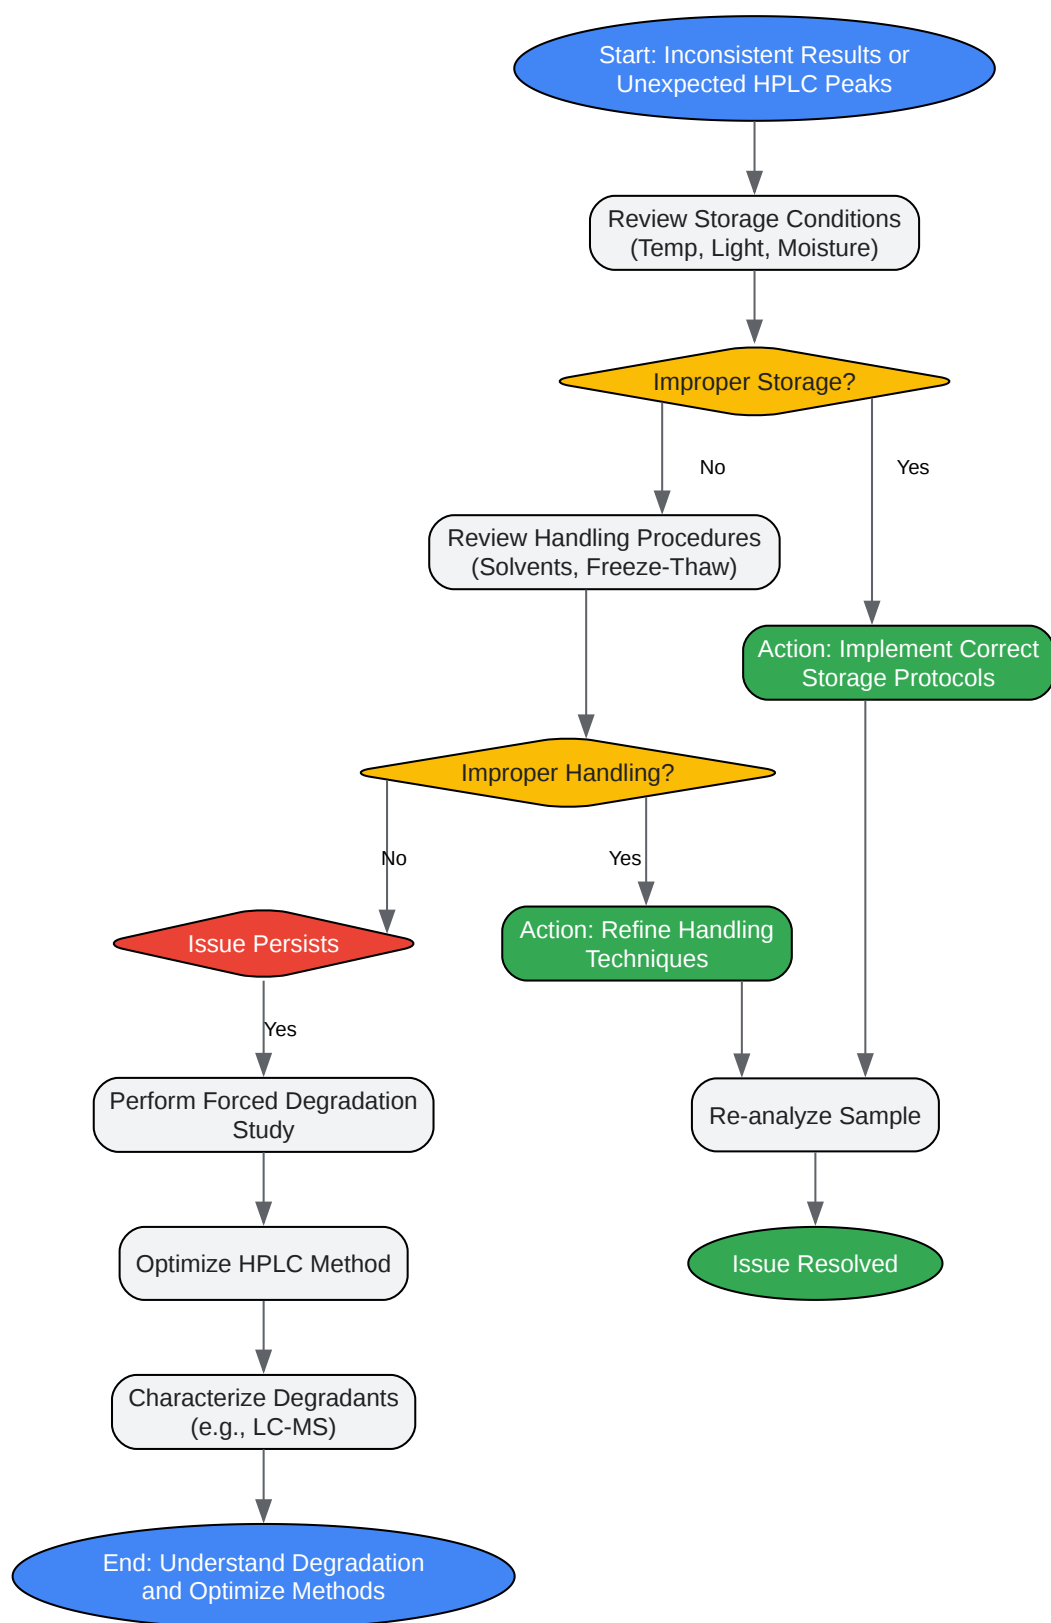 Start: Inconsistent Results or
Unexpected HPLC Peaks
Review Storage Conditions
(Temp, Light, Moisture)
Improper Storage?
No
Yes
Review Handling Procedures
(Solvents, Freeze-Thaw)
Action: Implement Correct
Storage Protocols
Improper Handling?
No
Yes
Issue Persists
Action: Refine Handling
Techniques
Yes
Perform Forced Degradation
Study
Re-analyze Sample
Optimize HPLC Method
Issue Resolved
Characterize Degradants
(e.g., LC-MS)
End: Understand Degradation
and Optimize Methods